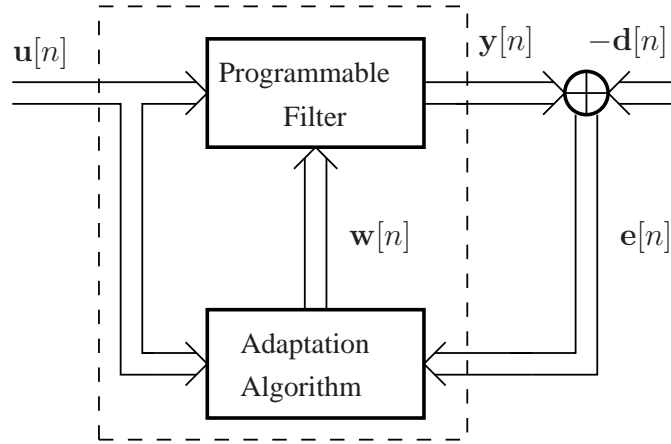 u[n]
Programmable
Filter
y[n]
−d[n]
w[n]
e[n]
Adaptation
Algorithm